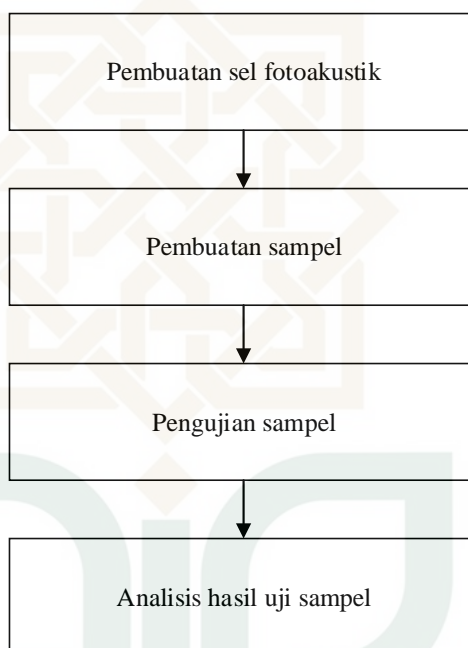 Pembuatan sel fotoakustik
Pembuatan sampel
Pengujian sampel
Analisis hasil uji sampel